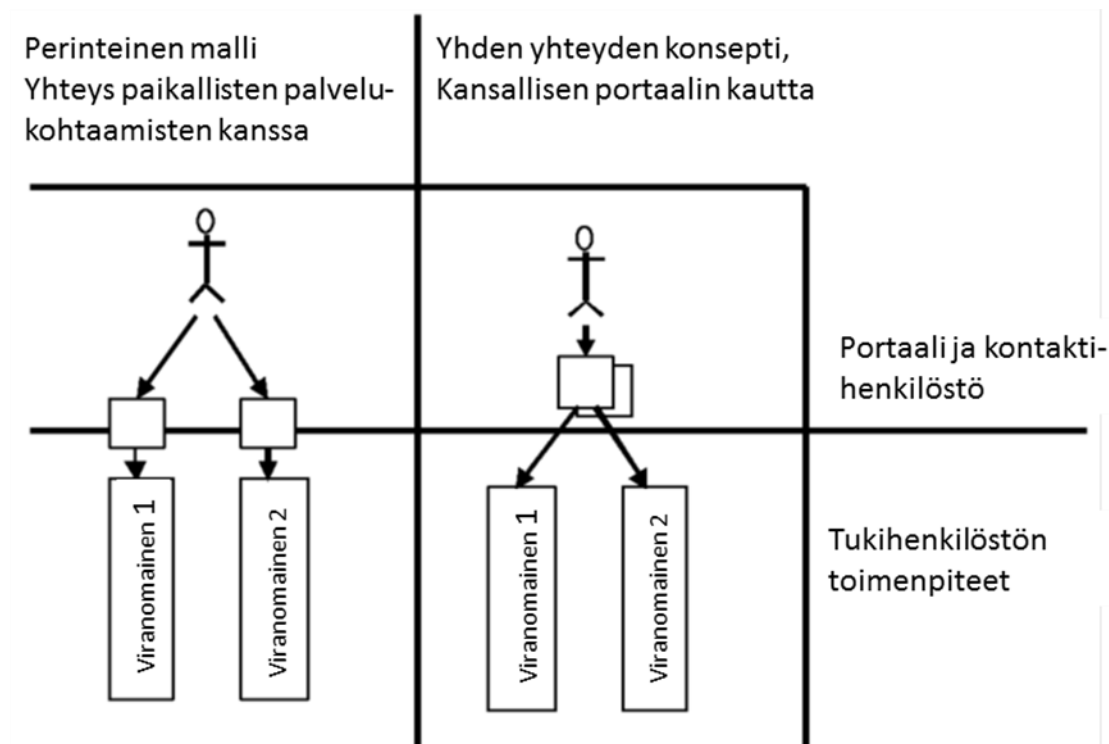 Perinteinen malli
Yhteys paikallisten palvelu-
kohtaamisten kanssa
Yhden yhteyden konsepti,
Kansallisen portaalin kautta
Portaali ja kontakti-
henkilöstö
Viranomainen 1
Viranomainen 2
Viranomainen 1
Viranomainen 2
Tukihenkilöstön
toimenpiteet